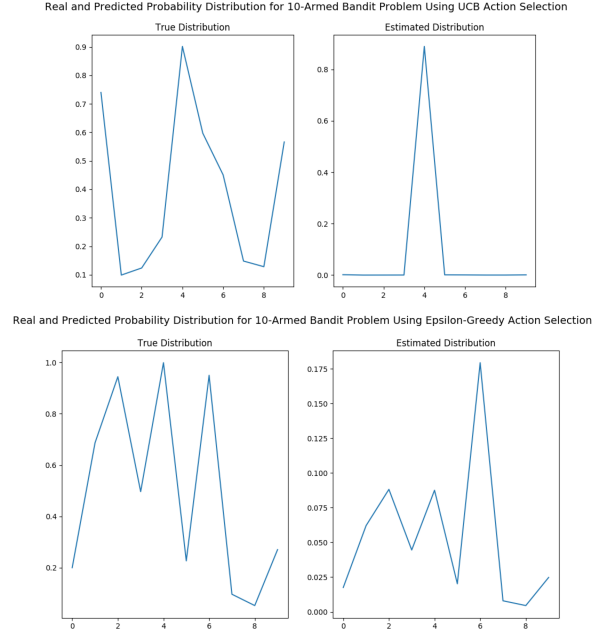 Real and Predicted Probability Distribution for 10-Armed Bandit Problem Using UCB Action Selection
True Distribution
Estimated Distribution
0.9
0.8
0.7
0.6
0.5
0.4
0.3
0.2
0.1
0 2 4 6 8
0.8
0.6
0.4
0.2
0.0
0 2 4 6 8
Real and Predicted Probability Distribution for 10-Armed Bandit Problem Using Epsilon-Greedy Action Selection
True Distribution
Estimated Distribution
1.0
0.8
0.6
0.4
0.2
0 2 4 6 8
0.175
0.150
0.125
0.100
0.075
0.050
0.025
0.000
0 2 4 6 8